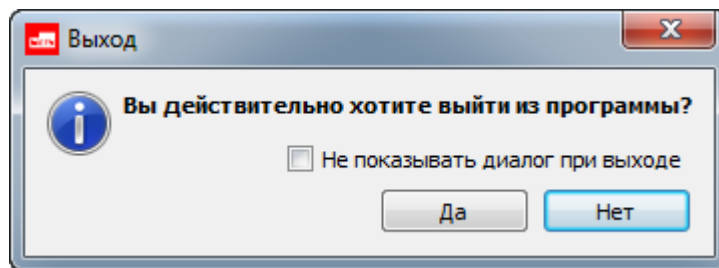 Выход
Вы действительно хотите выйти из программы?
Не показывать диалог при выходе
Да
Нет